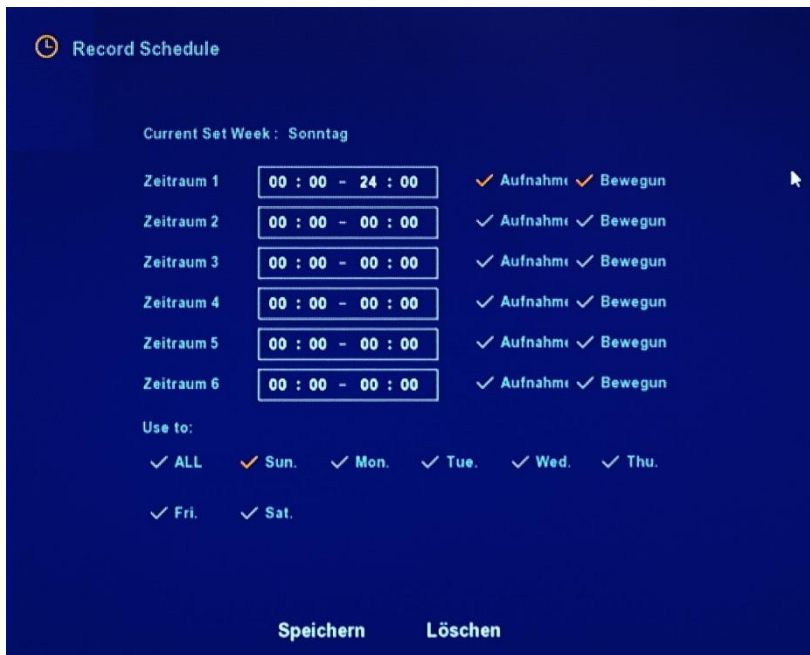 Record Schedule
Current Set Week : Sonntag
Zeitraum 1 00 : 00 - 24 : 00 Aufnahm Bewegun
Zeitraum 2 00 : 00 - 00 : 00 Aufnahm Bewegun
Zeitraum 3 00 : 00 - 00 : 00 Aufnahm Bewegun
Zeitraum 4 00 : 00 - 00 : 00 Aufnahm Bewegun
Zeitraum 5 00 : 00 - 00 : 00 Aufnahm Bewegun
Zeitraum 6 00 : 00 - 00 : 00 Aufnahm Bewegun
Use to:
ALL Sun. Mon. Tue. Wed. Thu.
Fri. Sat.
Speichern Löschen